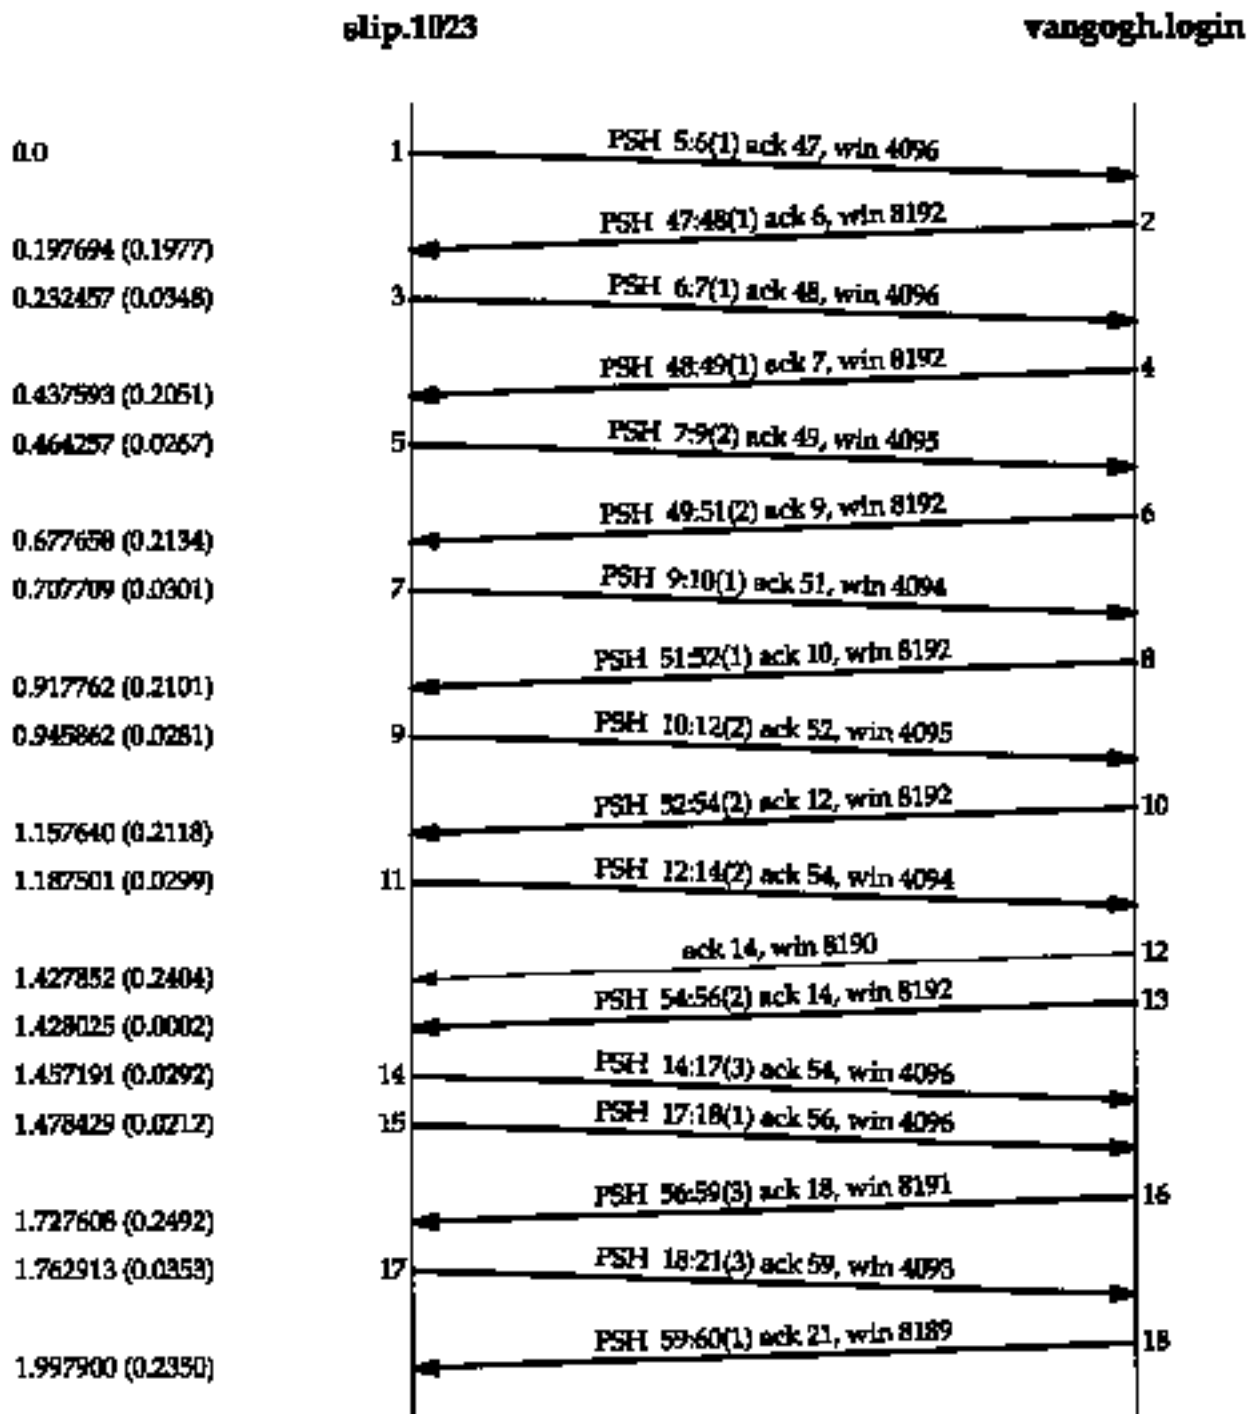 slip.1023 vangogh.login
0.0 1 PSH 5:6(1) ack 47, win 4096
PSH 47:48(1) ack 6, win 8192 2
0.197694 (0.1977)
0.232457 (0.0348) 3 PSH 6:7(1) ack 48, win 4096
PSH 48:49(1) ack 7, win 8192 4
0.437593 (0.2051)
0.464257 (0.0267) 5 PSH 7:9(2) ack 49, win 4095
PSH 49:51(2) ack 9, win 8192 6
0.677658 (0.2134)
0.707709 (0.0301) 7 PSH 9:10(1) ack 51, win 4094
PSH 51:52(1) ack 10, win 8192 8
0.917762 (0.2101)
0.945862 (0.0281) 9 PSH 10:12(2) ack 52, win 4095
PSH 52:54(2) ack 12, win 8192 10
1.157640 (0.2118)
1.187501 (0.0299) 11 PSH 12:14(2) ack 54, win 4094
ack 14, win 8190 12
1.427852 (0.2404)
PSH 54:56(2) ack 14, win 8192 13
1.428025 (0.0002)
1.457191 (0.0292) 14 PSH 14:17(3) ack 54, win 4096
1.478429 (0.0212) 15 PSH 17:18(1) ack 56, win 4096
PSH 56:59(3) ack 18, win 8191 16
1.727608 (0.2492)
1.762913 (0.0353) 17 PSH 18:21(3) ack 59, win 4093
PSH 59:60(1) ack 21, win 8189 18
1.997900 (0.2350)